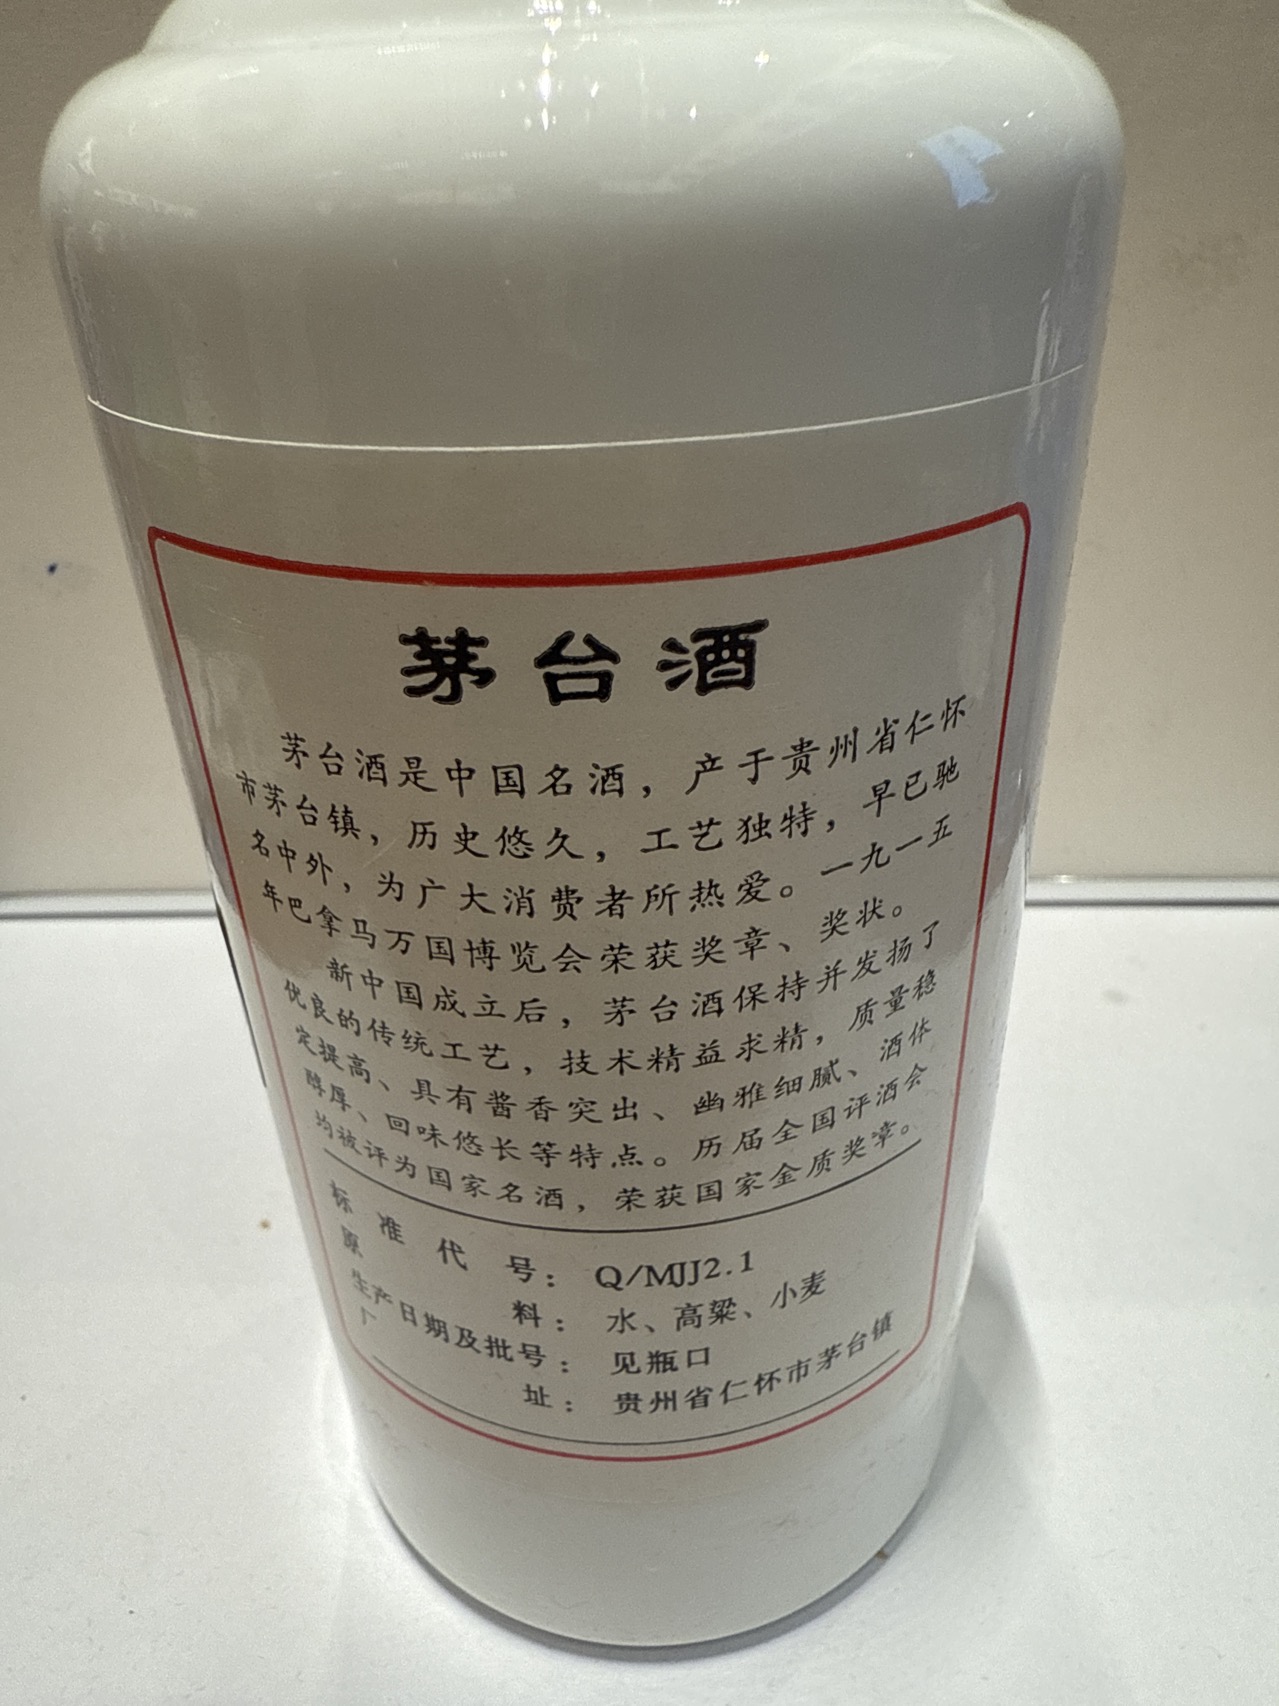 茅台酒
茅台酒是中国名酒，产于贵州省仁怀
市茅台镇，历史悠久，工艺独特，早已驰
名中外，为广大消费者所热爱。一九一五
年巴拿马万国博览会荣获奖章、奖状。
新中国成立后，茅台酒保持并发扬了
优良的传统工艺，技术精益求精，质量稳
定提高、具有酱香突出、幽雅细腻、酒体
醇厚、回味悠长等特点。历届全国评酒会
均被评为国家名酒，荣获国家金质奖章。
标准代号：Q/MJJ2.1
原料：水、高粱、小麦
生产日期及批号：见瓶口
厂址：贵州省仁怀市茅台镇